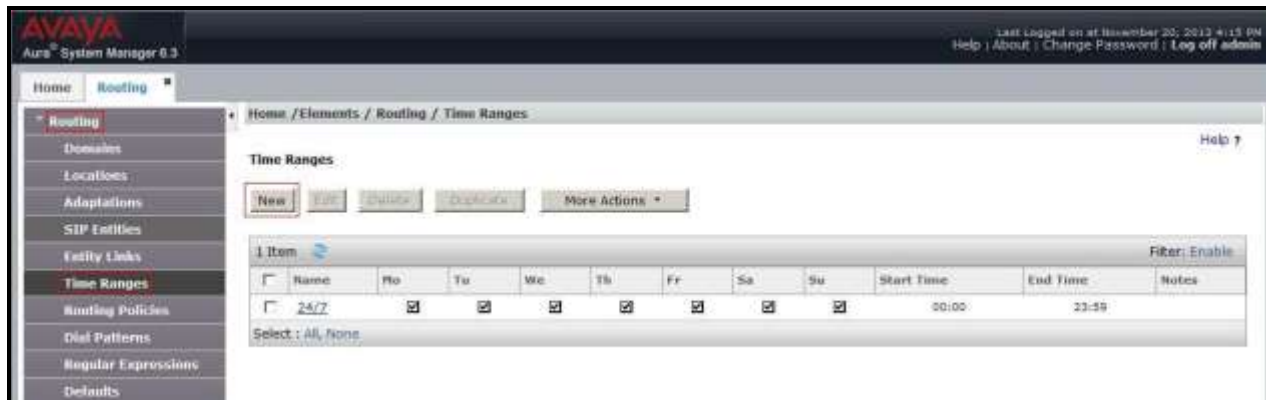 AVAYA
Aura® System Manager 6.3
Last Logged on at November 20, 2013 4:15 PM
Help | About | Change Password | Log off admin
Home
Routing
Routing
Domains
Locations
Adaptations
SIP Entities
Entity Links
Time Ranges
Routing Policies
Dial Patterns
Regular Expressions
Defaults
Home /Elements / Routing / Time Ranges
Help ?
Time Ranges
New Edit Delete Duplicate More Actions
1 Item Filter: Enable
Name Mo Tu We Th Fr Sa Su Start Time End Time Notes
24/7 00:00 23:59
Select : All, None